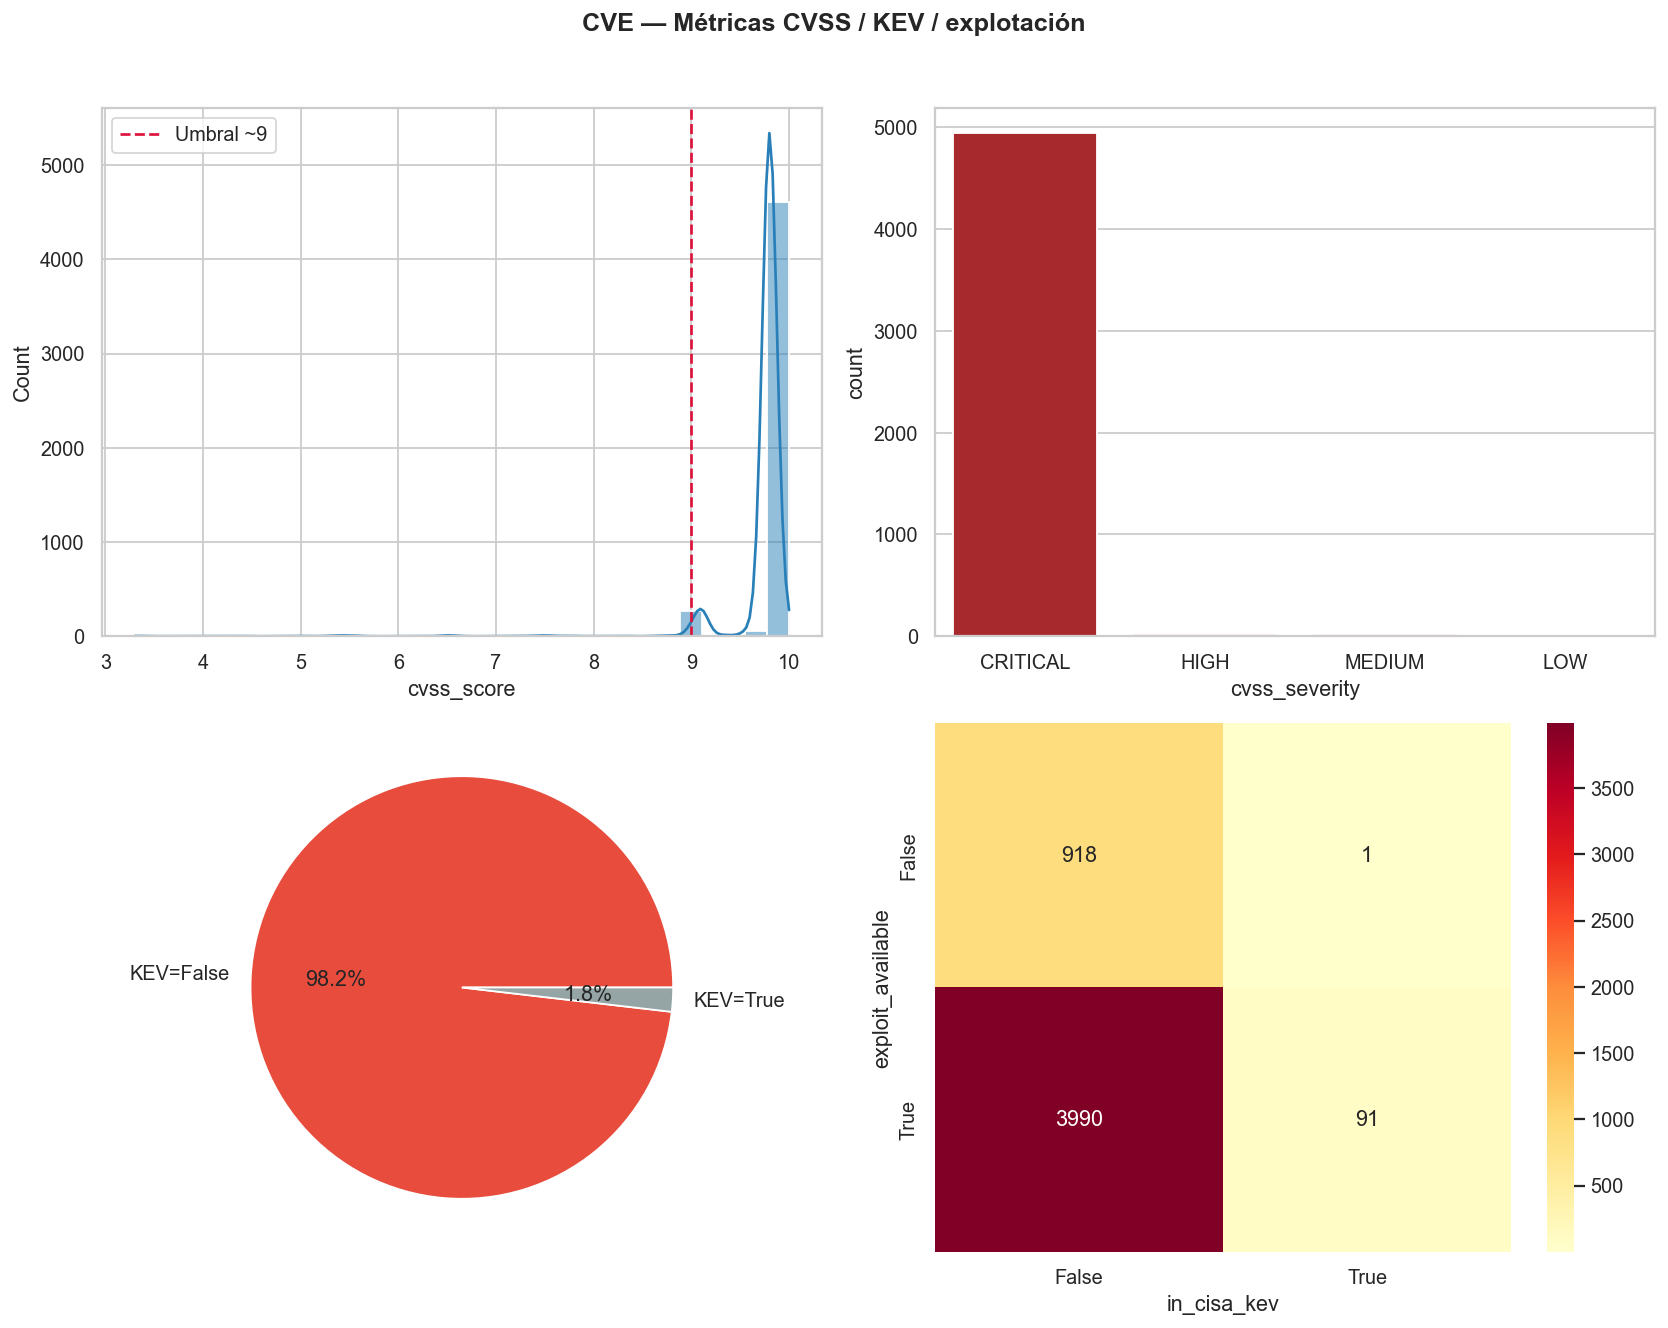 CVE — Métricas CVSS / KEV / explotación
Umbral ~9
Count
5000
4000
3000
2000
1000
0
3 4 5 6 7 8 9 10
cvss_score
count
5000
4000
3000
2000
1000
0
CRITICAL HIGH MEDIUM LOW
cvss_severity
KEV=False
98.2%
1.8%
KEV=True
exploit_available
False
True
918 1
3990 91
False True
in_cisa_kev
3500
3000
2500
2000
1500
1000
500